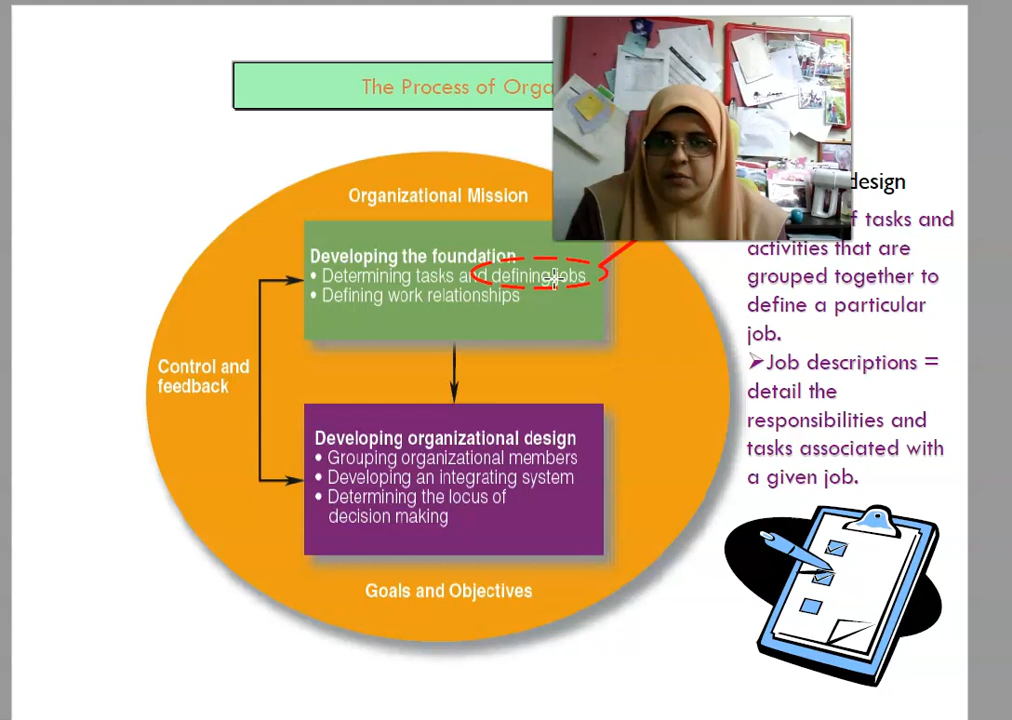 The Process of
Organizational Mission
Developing the foundation
• Determining tasks and defining jobs
• Defining work relationships
Control and
feedback
Developing organizational design
• Grouping organizational members
• Developing an integrating system
• Determining the locus of
decision making
Goals and Objectives
design
tasks and
activities that are
grouped together to
define a particular
job.
➢Job descriptions =
detail the
responsibilities and
tasks associated with
a given job.